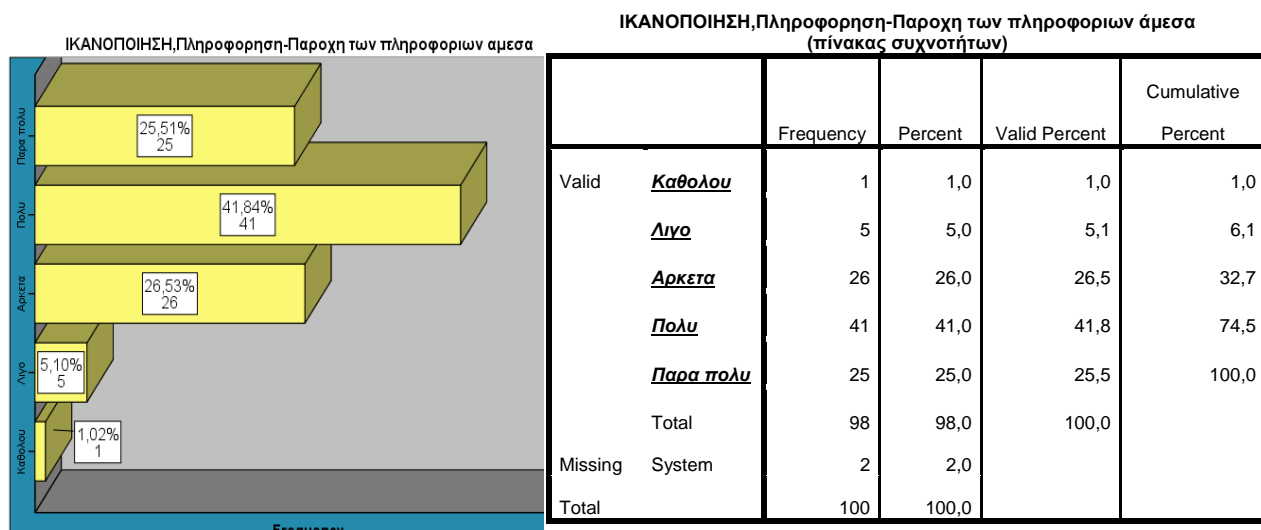 ΙΚΑΝΟΠΟΙΗΣΗ,Πληροφορηση-Παροχη των πληροφοριων αμεσα
Παρα πολυ
25,51%
25
Πολυ
41,84%
41
Αρκετα
26,53%
26
Λιγο
5,10%
5
Καθολου
1,02%
1
Frequency
ΙΚΑΝΟΠΟΙΗΣΗ,Πληροφορηση-Παροχη των πληροφοριων άμεσα
(πίνακας συχνοτήτων)
Frequency Percent Valid Percent Cumulative Percent
Valid Καθολου 1 1,0 1,0 1,0
Λιγο 5 5,0 5,1 6,1
Αρκετα 26 26,0 26,5 32,7
Πολυ 41 41,0 41,8 74,5
Παρα πολυ 25 25,0 25,5 100,0
Total 98 98,0 100,0
Missing System 2 2,0
Total 100 100,0